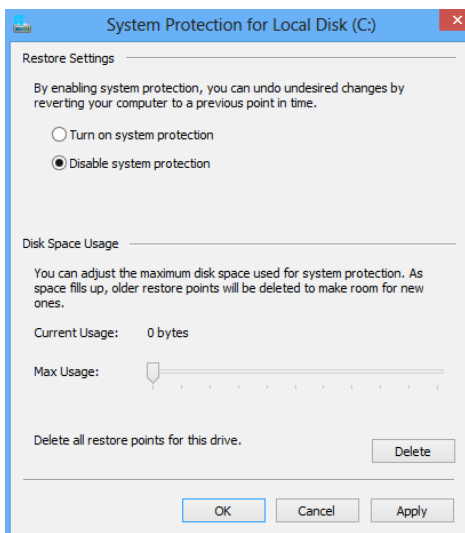 System Protection for Local Disk (C:)
Restore Settings
By enabling system protection, you can undo undesired changes by
reverting your computer to a previous point in time.
Turn on system protection
Disable system protection
Disk Space Usage
You can adjust the maximum disk space used for system protection. As
space fills up, older restore points will be deleted to make room for new
ones.
Current Usage: 0 bytes
Max Usage:
Delete all restore points for this drive.
Delete
OK Cancel Apply